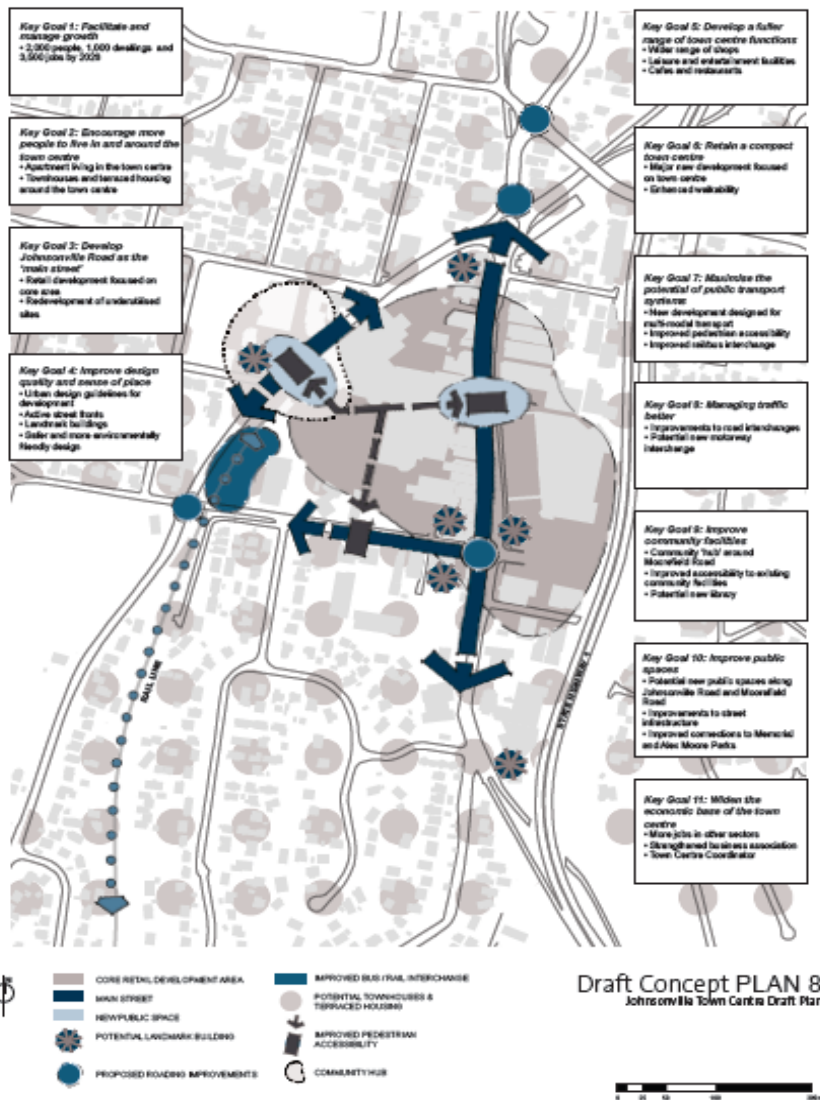 Key Goal 1: Facilitate and
manage growth
• 2,000 people, 1,000 dwellings and
3,500 jobs by 2026
Key Goal 2: Encourage more
people to live in and around the
town centre
• Apartment living in the town centre
• Townhouses and terraced housing
around the town centre
Key Goal 3: Develop
Johnsonville Road as the
'main street'
• Retail development focused on
core area
• Redevelopment of underutilised
sites
Key Goal 4: Improve design
quality and sense of place
• Urban design guidelines for
development
• Active street fronts
• Landmark buildings
• Safer and more environmentally
friendly design
Key Goal 5: Develop a fuller
range of town centre functions
• Wider range of shops
• Leisure and entertainment facilities
• Cafes and restaurants
Key Goal 6: Retain a compact
town centre
• Major new development focused
on town centre
• Enhanced walkability
Key Goal 7: Maximise the
potential of public transport
systems
• New development designed for
multi-modal transport
• Improved pedestrian accessibility
• Improved rail/bus interchange
Key Goal 8: Managing traffic
better
• Improvements to road interchanges
• Potential new motorway
interchange
Key Goal 9: Improve
community facilities
• Community 'hub' around
Moorefield Road
• Improved accessibility to existing
community facilities
• Potential new library
Key Goal 10: Improve public
spaces
• Potential new public spaces along
Johnsonville Road and Moorefield
Road
• Improvements to street
infrastructure
• Improved connections to Memorial
and Alex Moore Parks
Key Goal 11: Widen the
economic base of the town
centre
• More jobs in other sectors
• Strengthened business association
• Town Centre Coordinator
RAIL LINE
STATE HIGHWAY 1
CORE RETAIL DEVELOPMENT AREA
MAIN STREET
NEW PUBLIC SPACE
POTENTIAL LANDMARK BUILDING
PROPOSED ROADING IMPROVEMENTS
IMPROVED BUS / RAIL INTERCHANGE
POTENTIAL TOWNHOUSES &
TERRACED HOUSING
IMPROVED PEDESTRIAN
ACCESSIBILITY
COMMUNITY HUB
Draft Concept PLAN 8
Johnsonville Town Centre Draft Plan